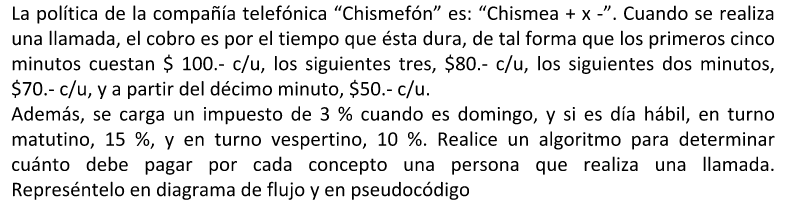 La política de la compañía telefónica “Chismefón” es: “Chismea + x -”. Cuando se realiza
una llamada, el cobro es por el tiempo que ésta dura, de tal forma que los primeros cinco
minutos cuestan $ 100.- c/u, los siguientes tres, $80.- c/u, los siguientes dos minutos,
$70.- c/u, y a partir del décimo minuto, $50.- c/u.
Además, se carga un impuesto de 3 % cuando es domingo, y si es día hábil, en turno
matutino, 15 %, y en turno vespertino, 10 %. Realice un algoritmo para determinar
cuánto debe pagar por cada concepto una persona que realiza una llamada.
Represéntelo en diagrama de flujo y en pseudocódigo